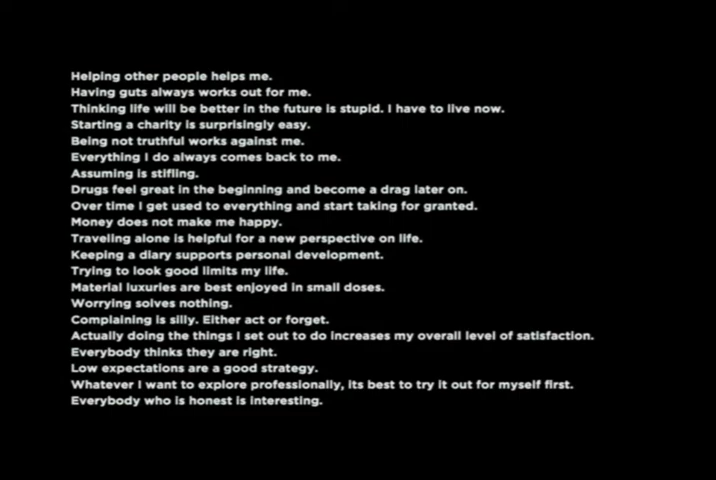 Helping other people helps me.
Having guts always works out for me.
Thinking life will be better in the future is stupid. I have to live now.
Starting a charity is surprisingly easy.
Being not truthful works against me.
Everything I do always comes back to me.
Assuming is stifling.
Drugs feel great in the beginning and become a drag later on.
Over time I get used to everything and start taking for granted.
Money does not make me happy.
Traveling alone is helpful for a new perspective on life.
Keeping a diary supports personal development.
Trying to look good limits my life.
Material luxuries are best enjoyed in small doses.
Worrying solves nothing.
Complaining is silly. Either act or forget.
Actually doing the things I set out to do increases my overall level of satisfaction.
Everybody thinks they are right.
Low expectations are a good strategy.
Whatever I want to explore professionally, its best to try it out for myself first.
Everybody who is honest is interesting.